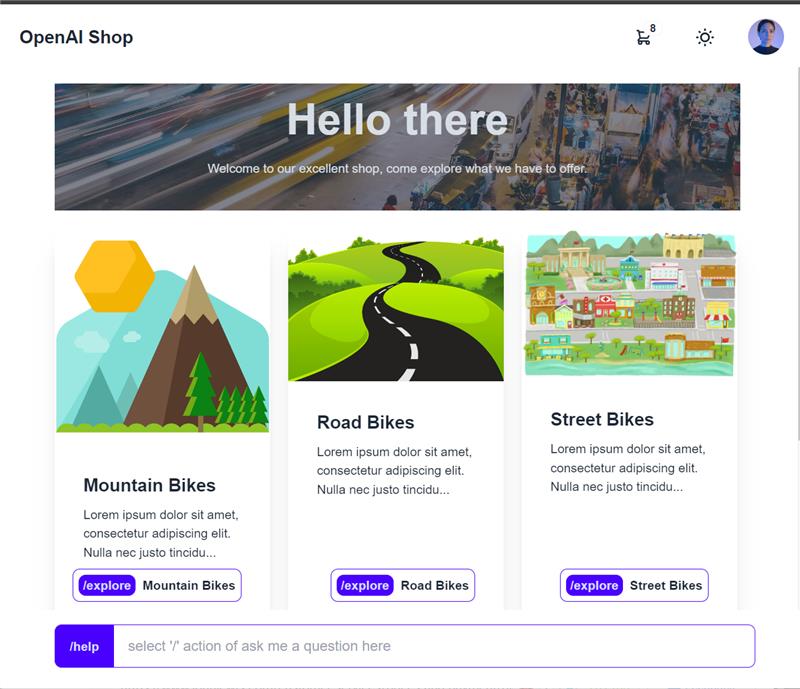 OpenAI Shop
8
Hello there
Welcome to our excellent shop, come explore what we have to offer.
Mountain Bikes
Lorem ipsum dolor sit amet,
consectetur adipiscing elit.
Nulla nec justo tincidu...
/explore Mountain Bikes
Road Bikes
Lorem ipsum dolor sit amet,
consectetur adipiscing elit.
Nulla nec justo tincidu...
/explore Road Bikes
Street Bikes
Lorem ipsum dolor sit amet,
consectetur adipiscing elit.
Nulla nec justo tincidu...
/explore Street Bikes
/help select '/' action of ask me a question here